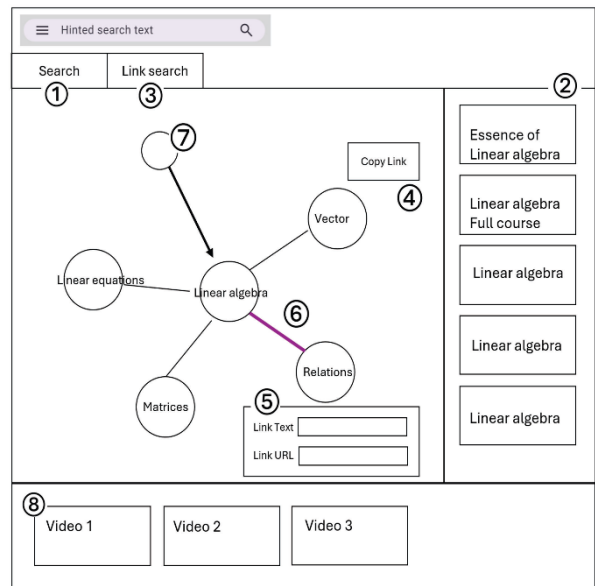 Hinted search text
Search
Link search
①
③
②
Essence of
Linear algebra
⑦
Copy Link
④
Vector
Linear algebra
Full course
Linear equations
Linear algebra
Linear algebra
⑥
Relations
Linear algebra
Matrices
⑤
Link Text
Link URL
Linear algebra
⑧
Video 1
Video 2
Video 3